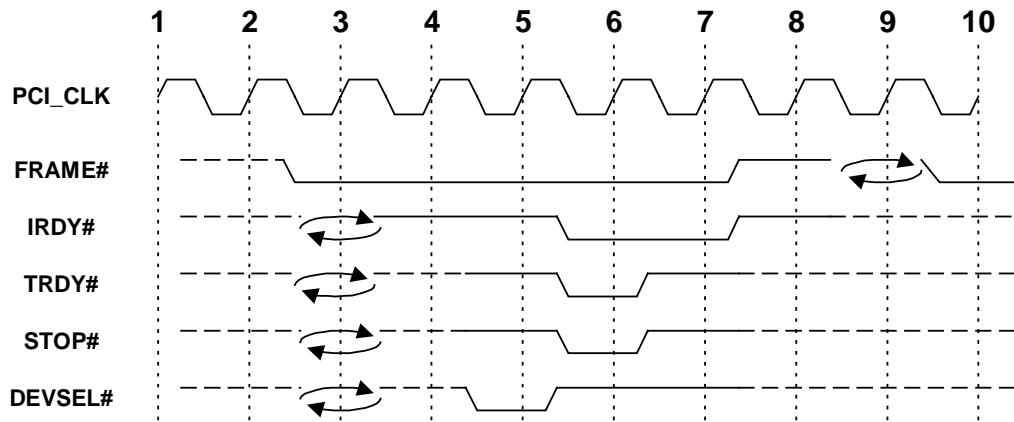 1 2 3 4 5 6 7 8 9 10
PCI_CLK
FRAME#
IRDY#
TRDY#
STOP#
DEVSEL#